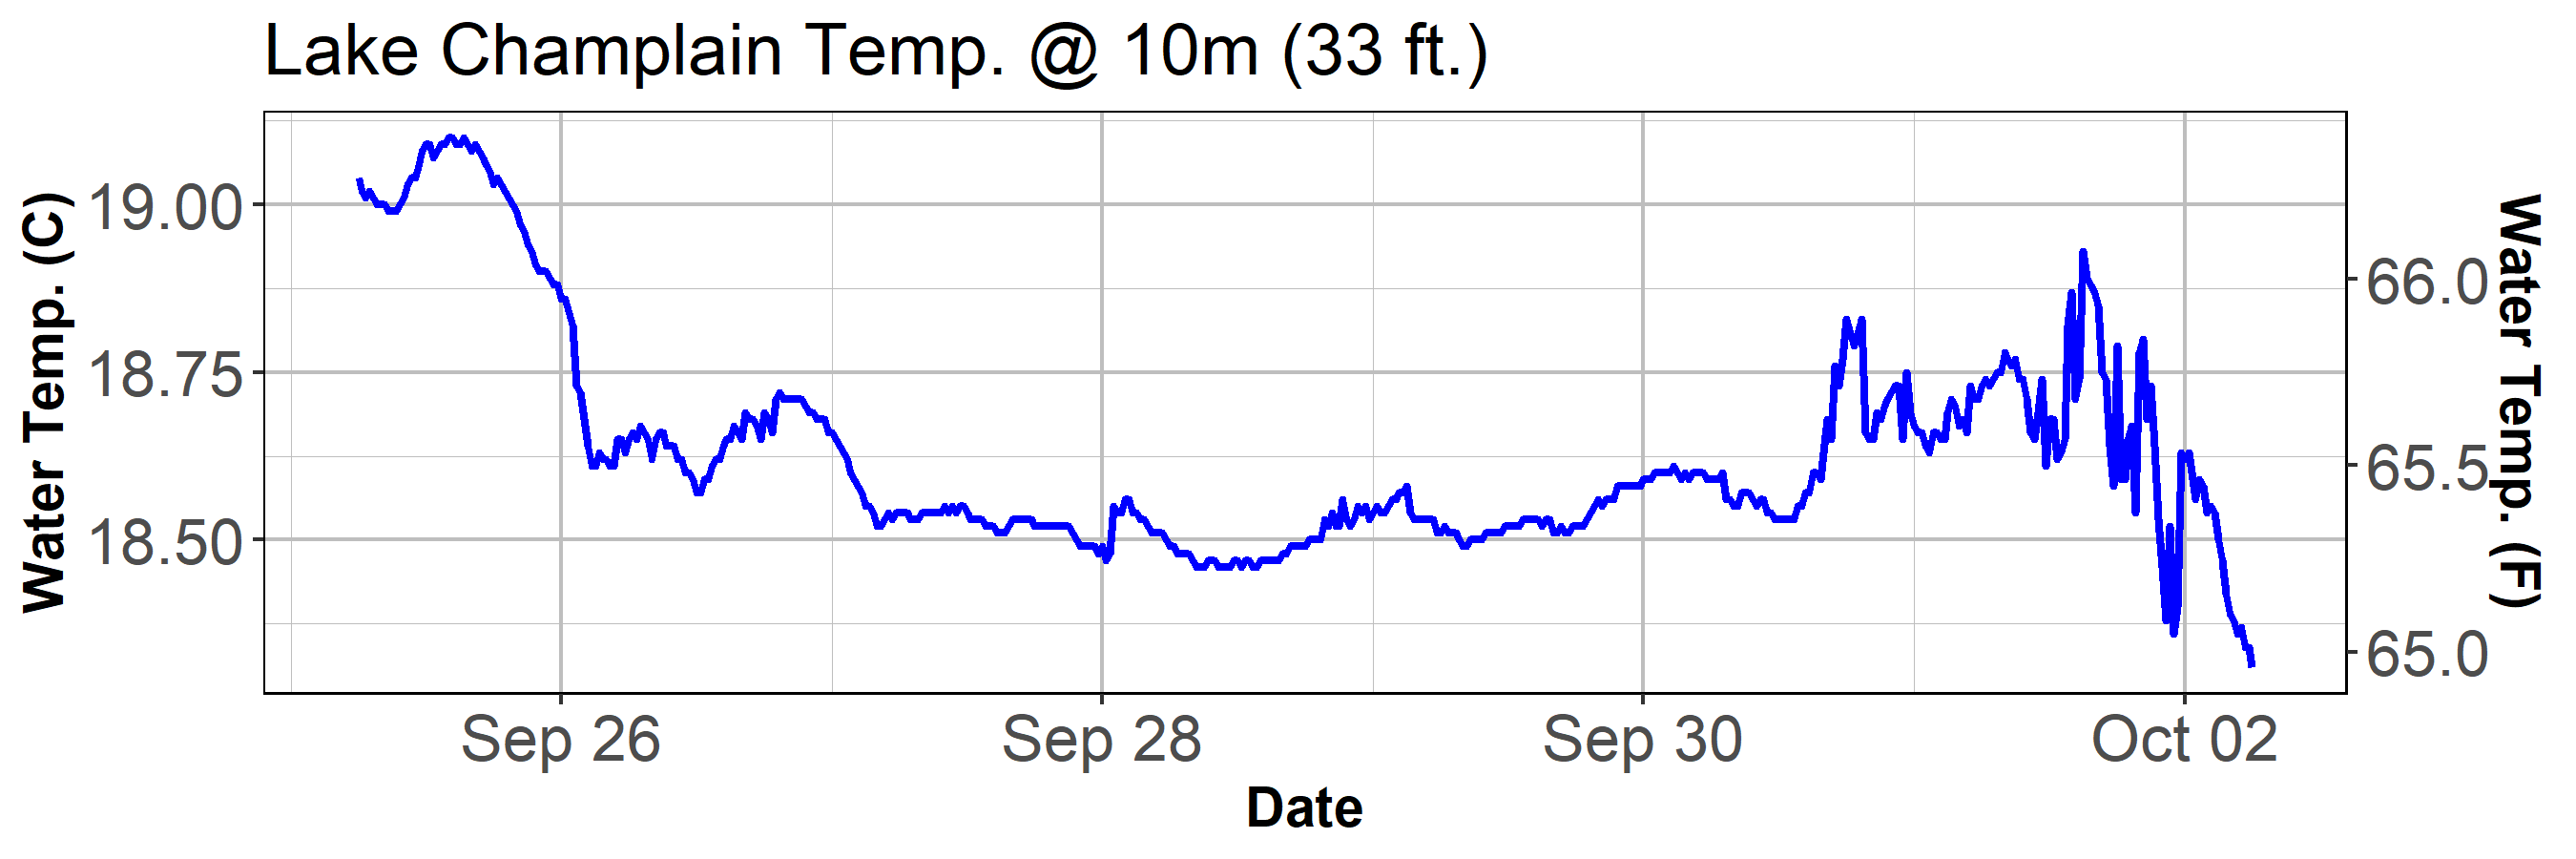 Lake Champlain Temp. @ 10m (33 ft.)
Water Temp. (C)
19.00
18.75
18.50
66.0
65.5
65.0
Water Temp. (F)
Sep 26 Sep 28 Sep 30 Oct 02
Date